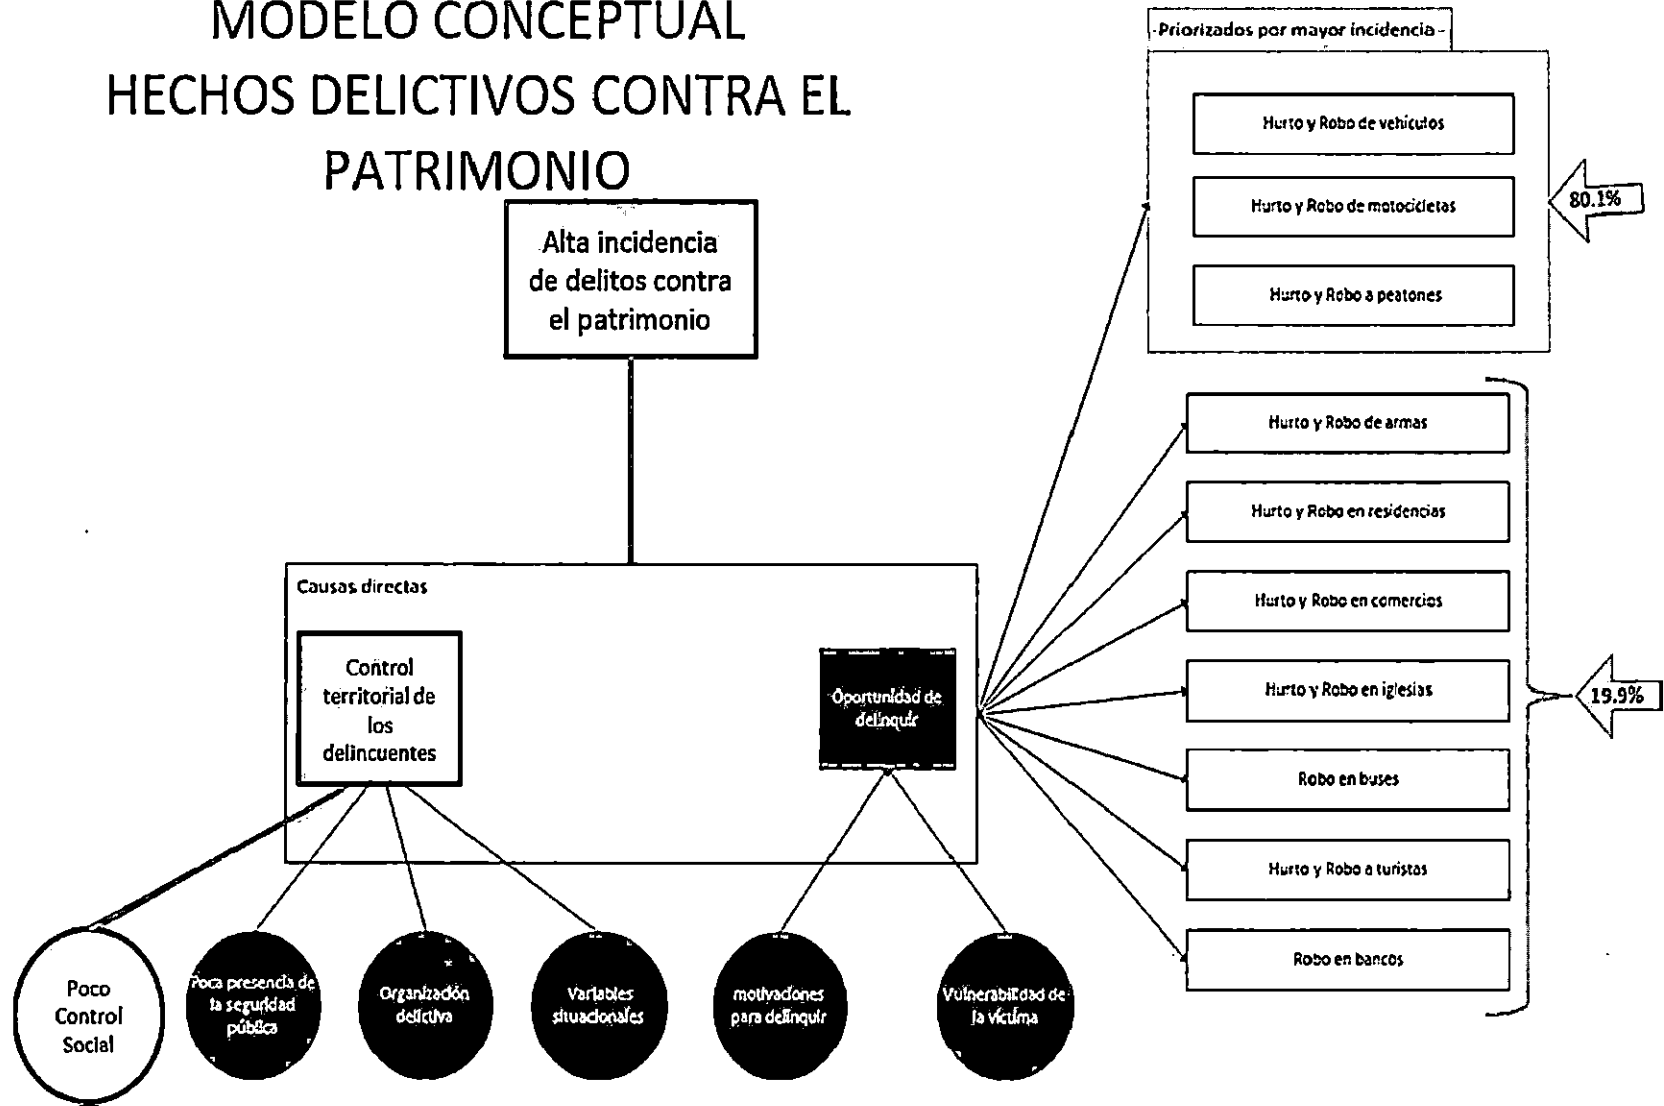 MODELO CONCEPTUAL
HECHOS DELICTIVOS CONTRA EL
PATRIMONIO
Alta incidencia
de delitos contra
el patrimonio
Causas directas
Control
territorial de
los
delincuentes
Oportunidad de
delinquir
Poco
Control
Social
Poca presencia de
la seguridad
pública
Organización
delictiva
Variables
situacionales
motivaciones
para delinquir
Vulnerabilidad de
la víctima
-Priorizados por mayor incidencia-
Hurto y Robo de vehículos
Hurto y Robo de motocicletas
Hurto y Robo a peatones
80.1%
Hurto y Robo de armas
Hurto y Robo en residencias
Hurto y Robo en comercios
Hurto y Robo en iglesias
Robo en buses
Hurto y Robo a turistas
Robo en bancos
19.9%